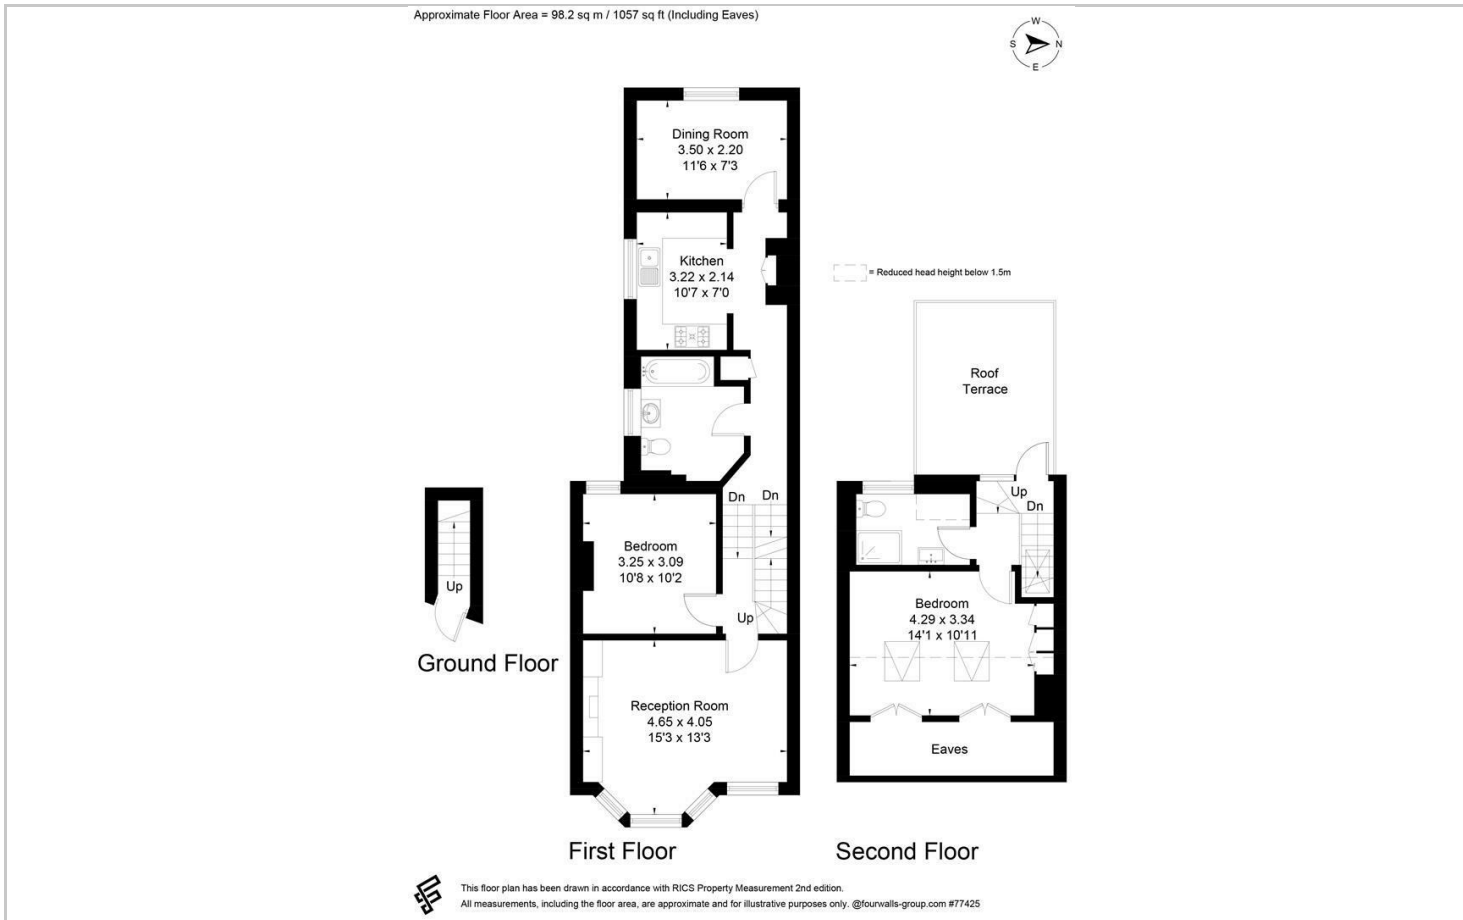 Approximate Floor Area = 98.2 sq m / 1057 sq ft (Including Eaves)
W
S
N
E
Dining Room
3.50 x 2.20
11'6 x 7'3
Kitchen
3.22 x 2.14
10'7 x 7'0
= Reduced head height below 1.5m
Roof
Terrace
Dn
Dn
Up
Dn
Bedroom
3.25 x 3.09
10'8 x 10'2
Up
Up
Bedroom
4.29 x 3.34
14'1 x 10'11
Ground Floor
Reception Room
4.65 x 4.05
15'3 x 13'3
Eaves
First Floor
Second Floor
This floor plan has been drawn in accordance with RICS Property Measurement 2nd edition.
All measurements, including the floor area, are approximate and for illustrative purposes only. @fourwalls-group.com #77425